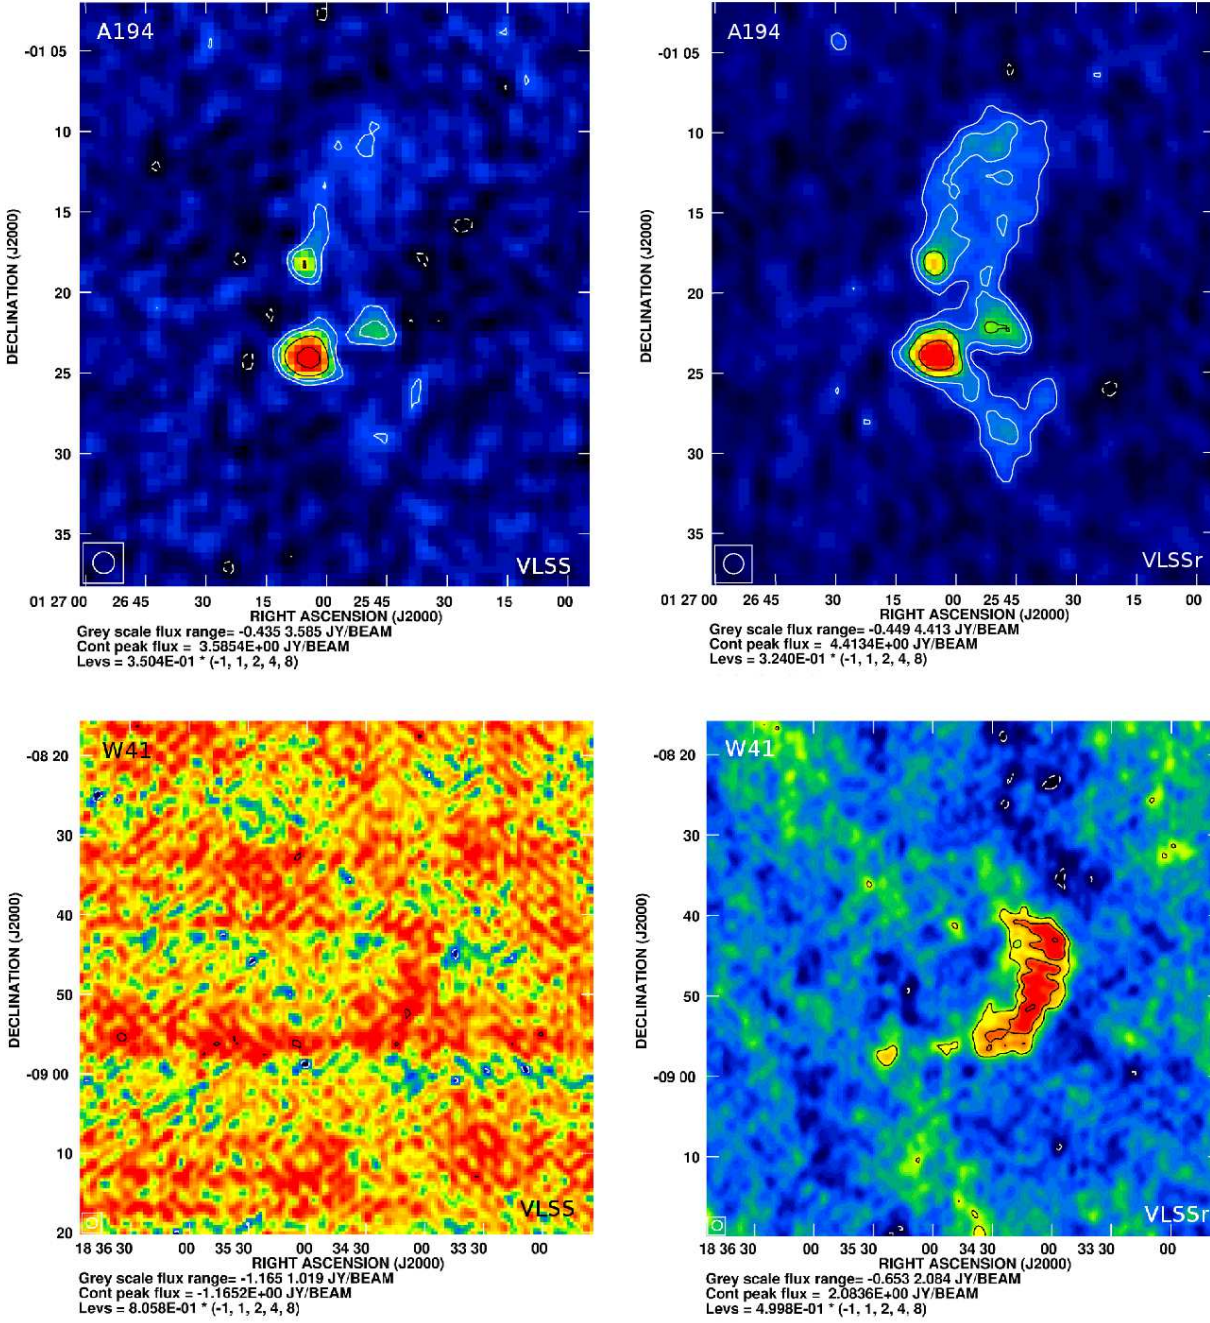 A194
-01 05
10
15
20
25
30
35
DECLINATION (J2000)
VLSS
01 27 00 26 45 30 15 00 25 45 30 15 00
RIGHT ASCENSION (J2000)
Grey scale flux range= -0.435 3.585 JY/BEAM
Cont peak flux = 3.5854E+00 JY/BEAM
Levs = 3.504E-01 * (-1, 1, 2, 4, 8)
A194
-01 05
10
15
20
25
30
35
DECLINATION (J2000)
VLSSr
01 27 00 26 45 30 15 00 25 45 30 15 00
RIGHT ASCENSION (J2000)
Grey scale flux range= -0.449 4.413 JY/BEAM
Cont peak flux = 4.4134E+00 JY/BEAM
Levs = 3.240E-01 * (-1, 1, 2, 4, 8)
W41
-08 20
30
40
50
-09 00
10
20
DECLINATION (J2000)
VLSS
18 36 30 00 35 30 00 34 30 00 33 30 00
RIGHT ASCENSION (J2000)
Grey scale flux range= -1.165 1.019 JY/BEAM
Cont peak flux = -1.1652E+00 JY/BEAM
Levs = 8.058E-01 * (-1, 1, 2, 4, 8)
W41
-08 20
30
40
50
-09 00
10
DECLINATION (J2000)
VLSSr
18 36 30 00 35 30 00 34 30 00 33 30 00
RIGHT ASCENSION (J2000)
Grey scale flux range= -0.653 2.084 JY/BEAM
Cont peak flux = 2.0836E+00 JY/BEAM
Levs = 4.998E-01 * (-1, 1, 2, 4, 8)